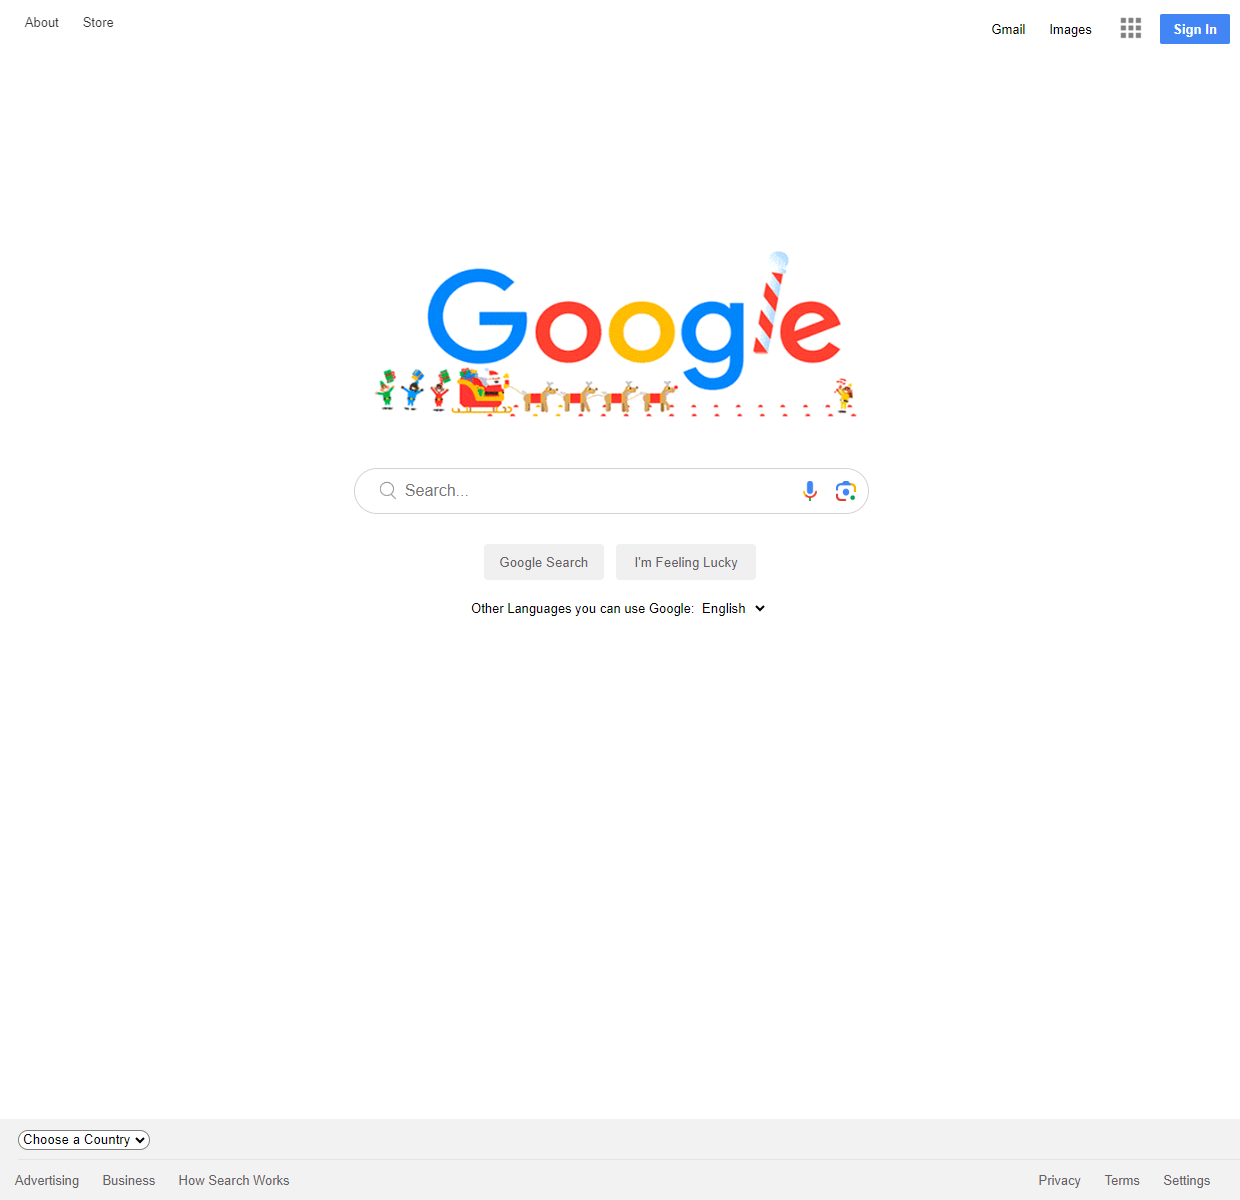 About Store
Gmail Images Sign In
Google
Search...
Google Search I'm Feeling Lucky
Other Languages you can use Google: English
Choose a Country
Advertising Business How Search Works
Privacy Terms Settings